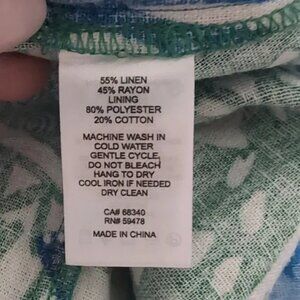 55% LINEN
45% RAYON
LINING
80% POLYESTER
20% COTTON
MACHINE WASH IN
COLD WATER
GENTLE CYCLE,
DO NOT BLEACH
HANG TO DRY
COOL IRON IF NEEDED
DRY CLEAN
CA# 68340
RN# 59478
MADE IN CHINA